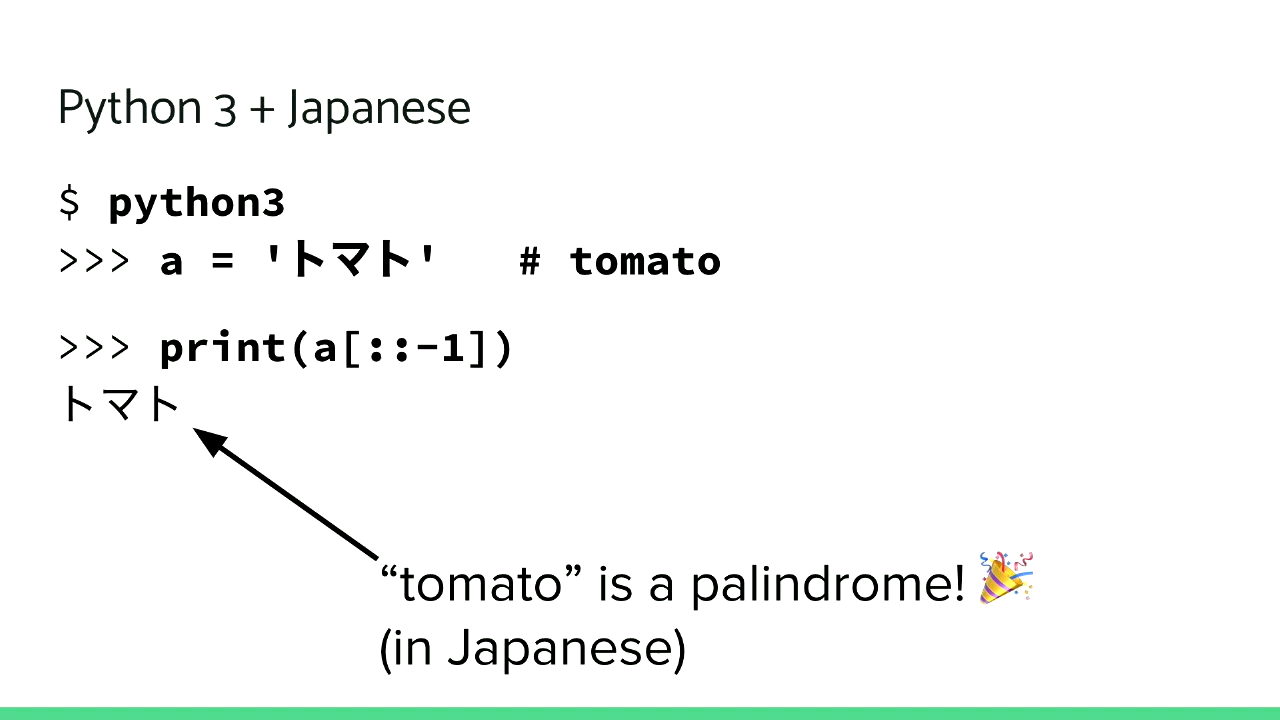 Python 3 + Japanese
$ python3
>>> a = 'トマト'   # tomato
>>> print(a[::-1])
トマト
“tomato” is a palindrome! 🎉
(in Japanese)